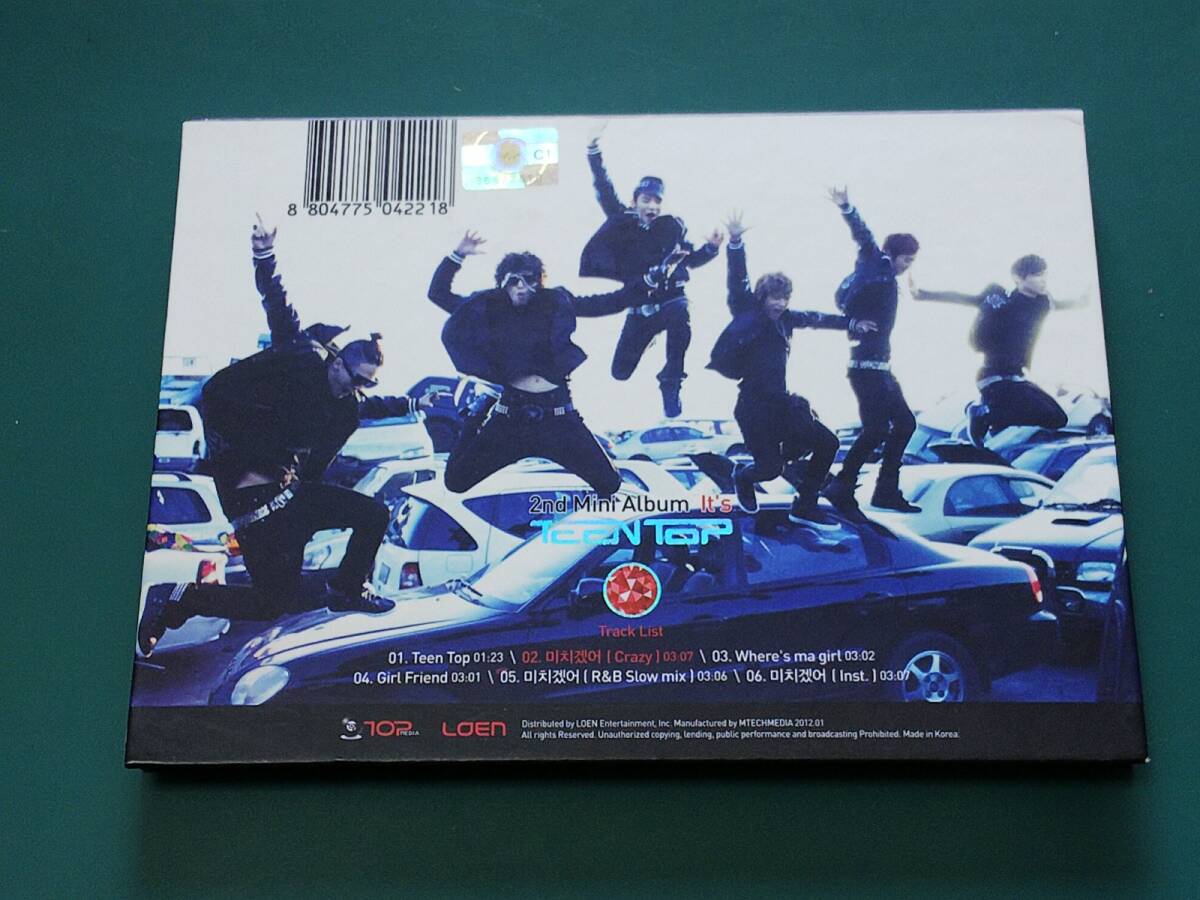 C1
8 804775 042218
2nd Mini Album It's
TEEN TOP
Track List
01. Teen Top 01:23 \ 02. 미치겠어 ( Crazy ) 03:07 \ 03. Where's ma girl 03:02
04. Girl Friend 03:01 \ 05. 미치겠어 ( R&B Slow mix ) 03:06 \ 06. 미치겠어 ( Inst. ) 03:07
TOP MEDIA LOEN
Distributed by LOEN Entertainment, Inc. Manufactured by MTECHMEDIA 2012.01
All rights Reserved. Unauthorized copying, lending, public performance and broadcasting Prohibited. Made in Korea.